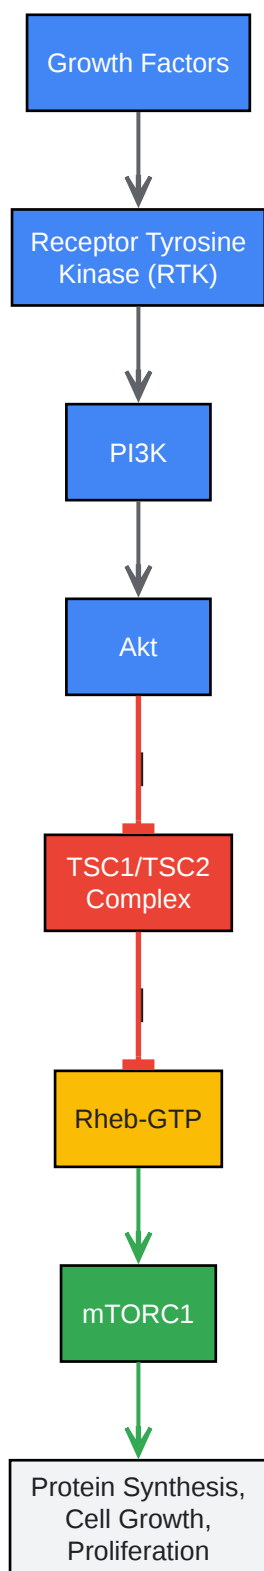 Growth Factors
Receptor Tyrosine
Kinase (RTK)
PI3K
Akt
|
TSC1/TSC2
Complex
|
Rheb-GTP
mTORC1
Protein Synthesis,
Cell Growth,
Proliferation